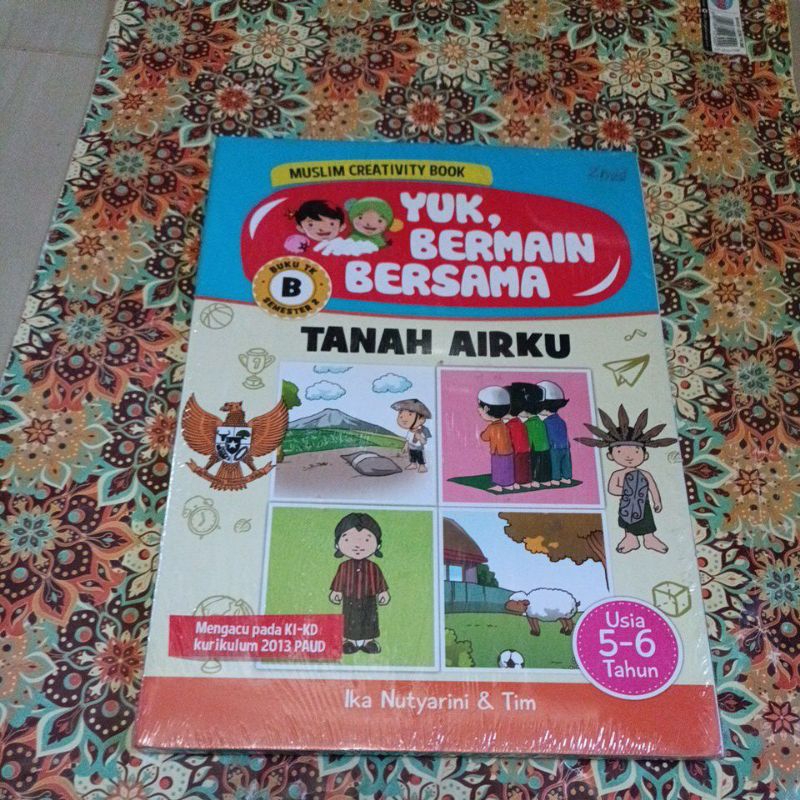 MUSLIM CREATIVITY BOOK
YUK,
BERMAIN
BERSAMA
BUKU TK
B
SEMESTER 2
TANAH AIRKU
Mengacu pada KI-KD
kurikulum 2013 PAUD
Usia
5-6
Tahun
Ika Nutyarini & Tim